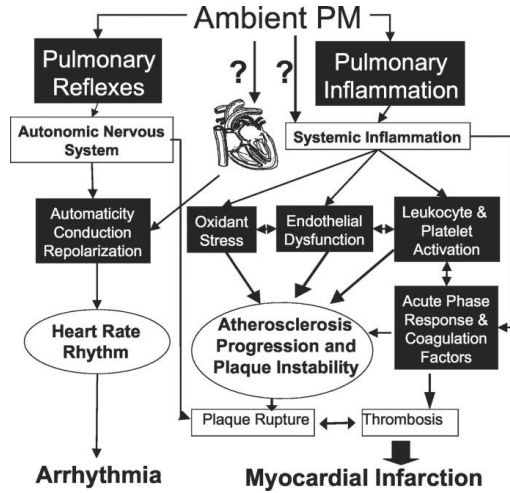 Ambient PM
Pulmonary
Reflexes
?
?
Pulmonary
Inflammation
Autonomic Nervous
System
Systemic Inflammation
Automaticity
Conduction
Repolarization
Oxidant
Stress
Endothelial
Dysfunction
Leukocyte &
Platelet
Activation
Heart Rate
Rhythm
Atherosclerosis
Progression and
Plaque Instability
Acute Phase
Response &
Coagulation
Factors
Plaque Rupture
Thrombosis
Arrhythmia
Myocardial Infarction